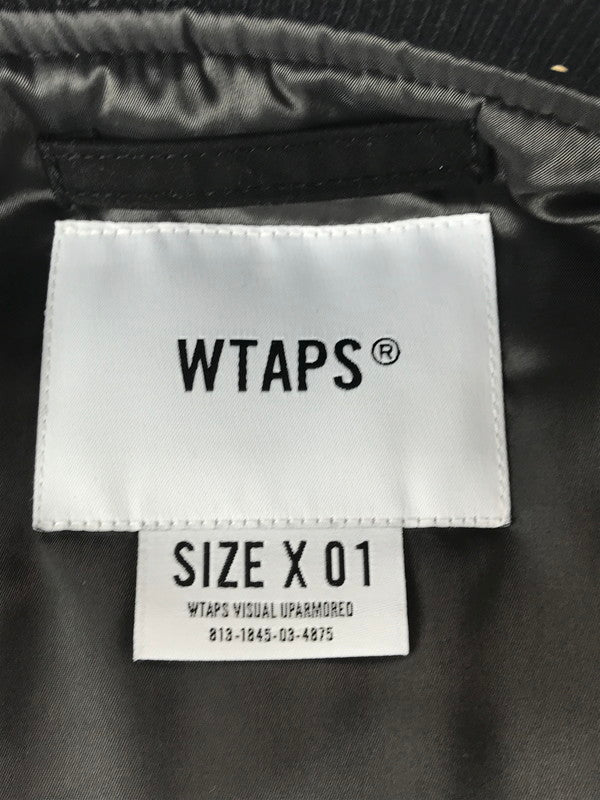 WTAPS®
SIZE X 01
WTAPS VISUAL UPARMORED
813-1845-03-4875